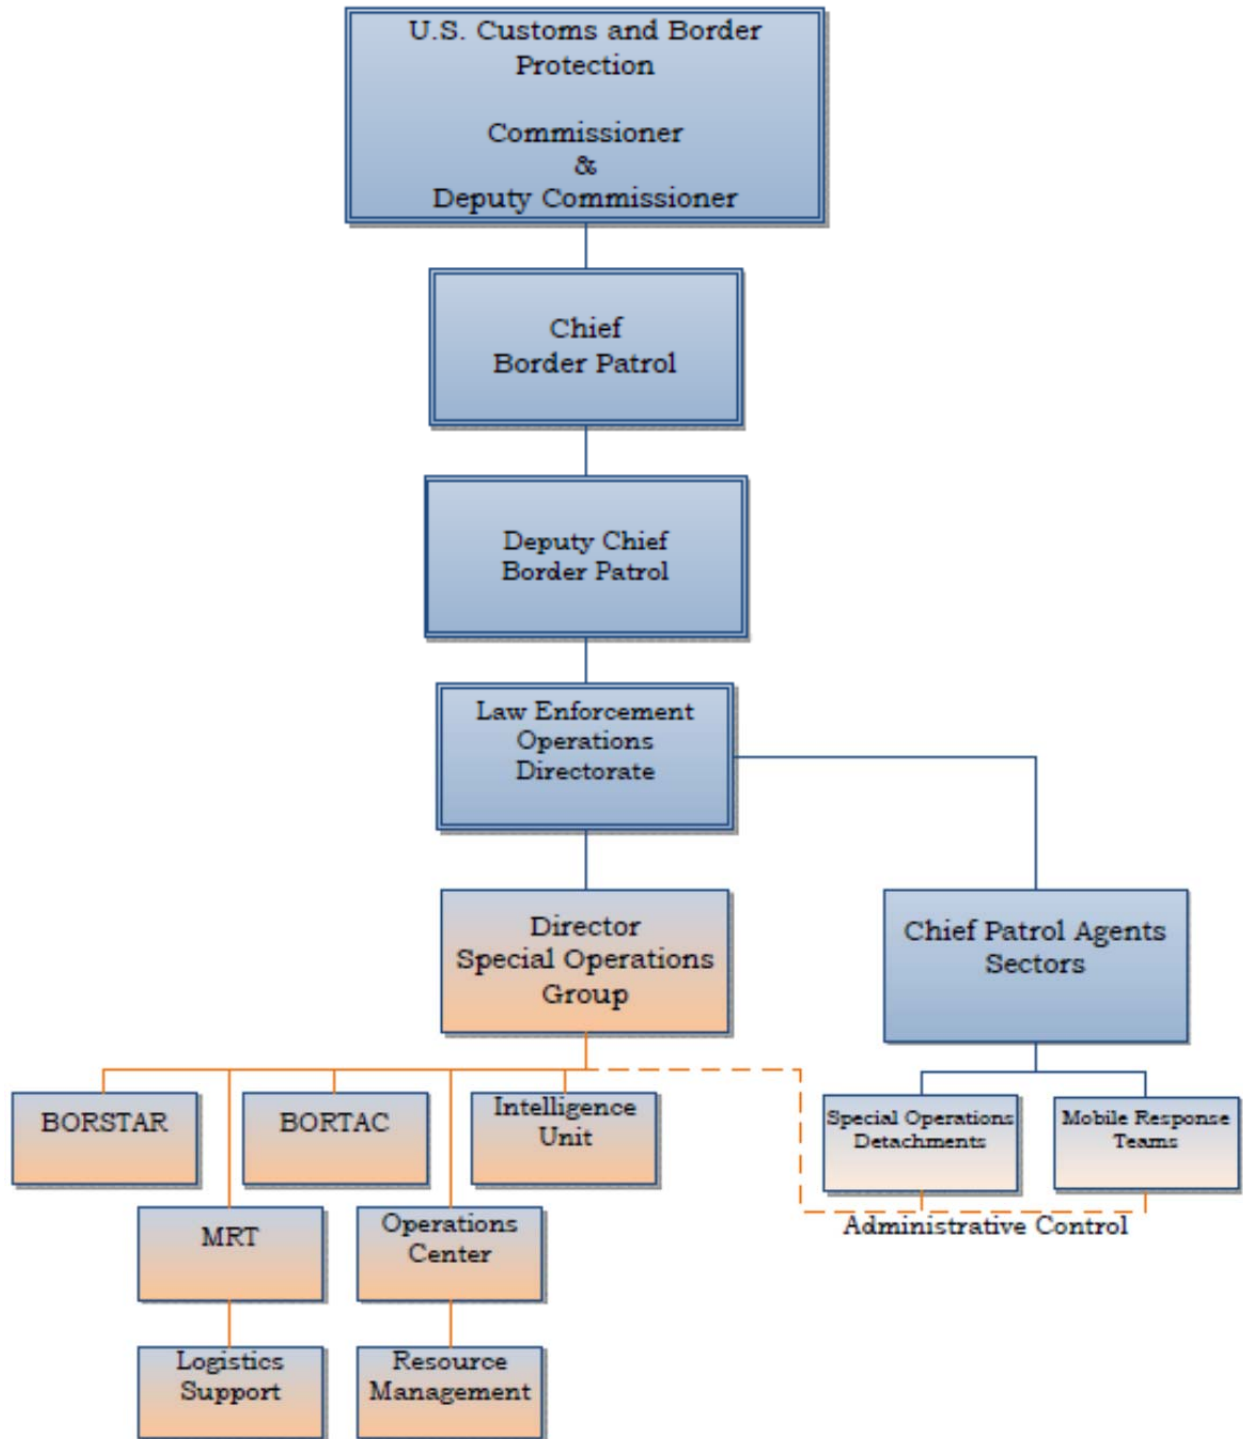 U.S. Customs and Border
Protection
Commissioner
&
Deputy Commissioner
Chief
Border Patrol
Deputy Chief
Border Patrol
Law Enforcement
Operations
Directorate
Director
Special Operations
Group
Chief Patrol Agents
Sectors
BORSTAR
BORTAC
Intelligence
Unit
Special Operations
Detachments
Mobile Response
Teams
MRT
Operations
Center
Administrative Control
Logistics
Support
Resource
Management